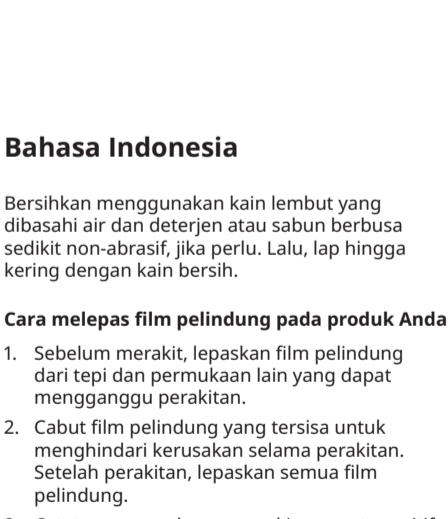 Bahasa Indonesia
Bersihkan menggunakan kain lembut yang
dibasahi air dan deterjen atau sabun berbusa
sedikit non-abrasif, jika perlu. Lalu, lap hingga
kering dengan kain bersih.
Cara melepas film pelindung pada produk Anda
1. Sebelum merakit, lepaskan film pelindung
dari tepi dan permukaan lain yang dapat
mengganggu perakitan.
2. Cabut film pelindung yang tersisa untuk
menghindari kerusakan selama perakitan.
Setelah perakitan, lepaskan semua film
pelindung.